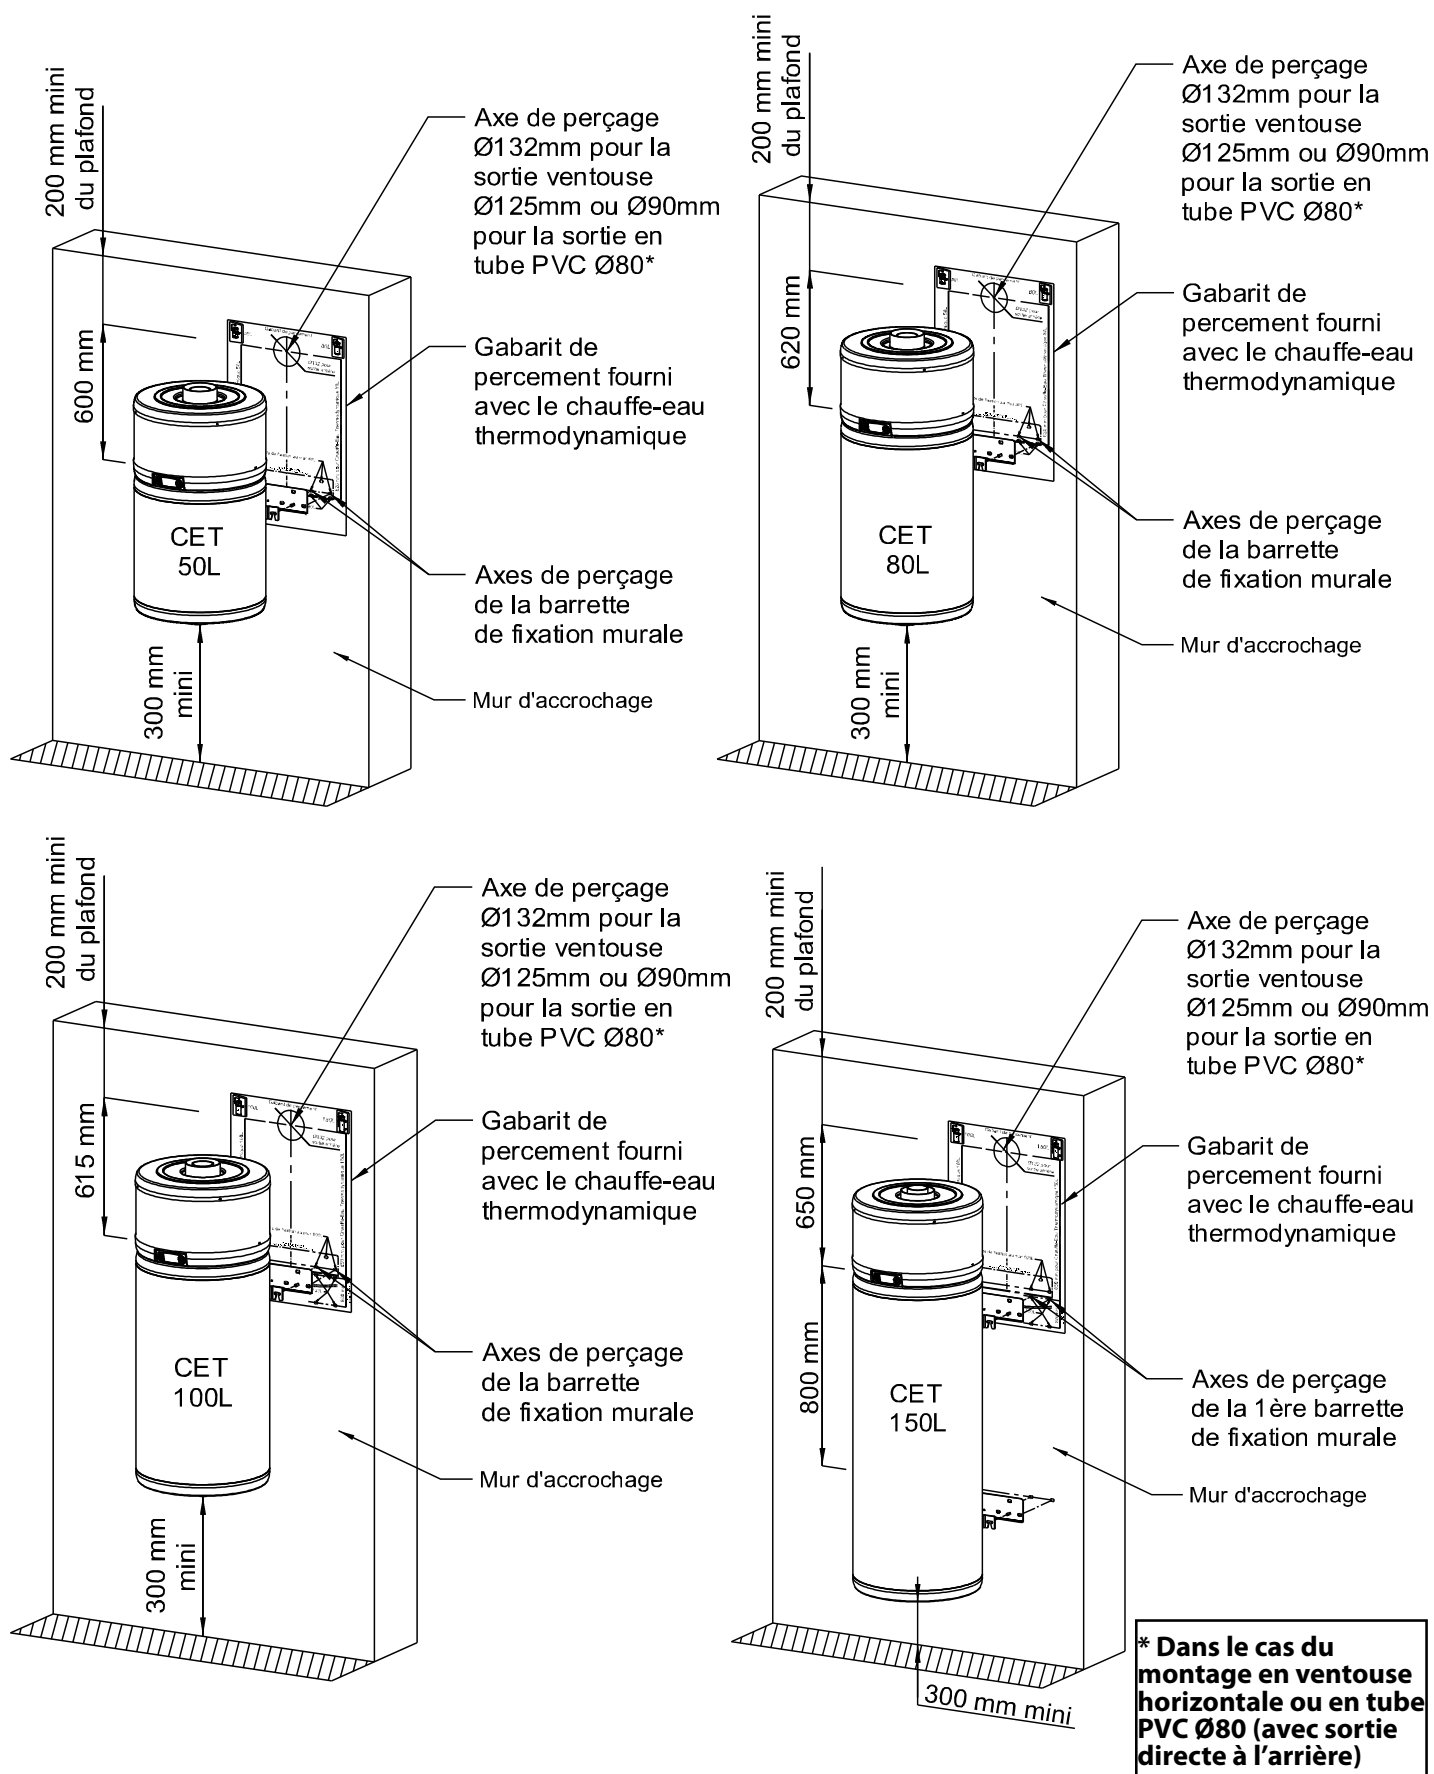 200 mm mini
du plafond
600 mm
Axe de perçage
Ø132mm pour la
sortie ventouse
Ø125mm ou Ø90mm
pour la sortie en
tube PVC Ø80*
Gabarit de
percement fourni
avec le chauffe-eau
thermodynamique
CET
50L
Axes de perçage
de la barrette
de fixation murale
300 mm
mini
Mur d'accrochage
200 mm mini
du plafond
620 mm
Axe de perçage
Ø132mm pour la
sortie ventouse
Ø125mm ou Ø90mm
pour la sortie en
tube PVC Ø80*
Gabarit de
percement fourni
avec le chauffe-eau
thermodynamique
CET
80L
Axes de perçage
de la barrette
de fixation murale
300 mm
mini
Mur d'accrochage
200 mm mini
du plafond
615 mm
Axe de perçage
Ø132mm pour la
sortie ventouse
Ø125mm ou Ø90mm
pour la sortie en
tube PVC Ø80*
Gabarit de
percement fourni
avec le chauffe-eau
thermodynamique
CET
100L
Axes de perçage
de la barrette
de fixation murale
300 mm
mini
Mur d'accrochage
200 mm mini
du plafond
650 mm
800 mm
Axe de perçage
Ø132mm pour la
sortie ventouse
Ø125mm ou Ø90mm
pour la sortie en
tube PVC Ø80*
Gabarit de
percement fourni
avec le chauffe-eau
thermodynamique
CET
150L
Axes de perçage
de la 1ère barrette
de fixation murale
Mur d'accrochage
300 mm mini
* Dans le cas du
montage en ventouse
horizontale ou en tube
PVC Ø80 (avec sortie
directe à l'arrière)